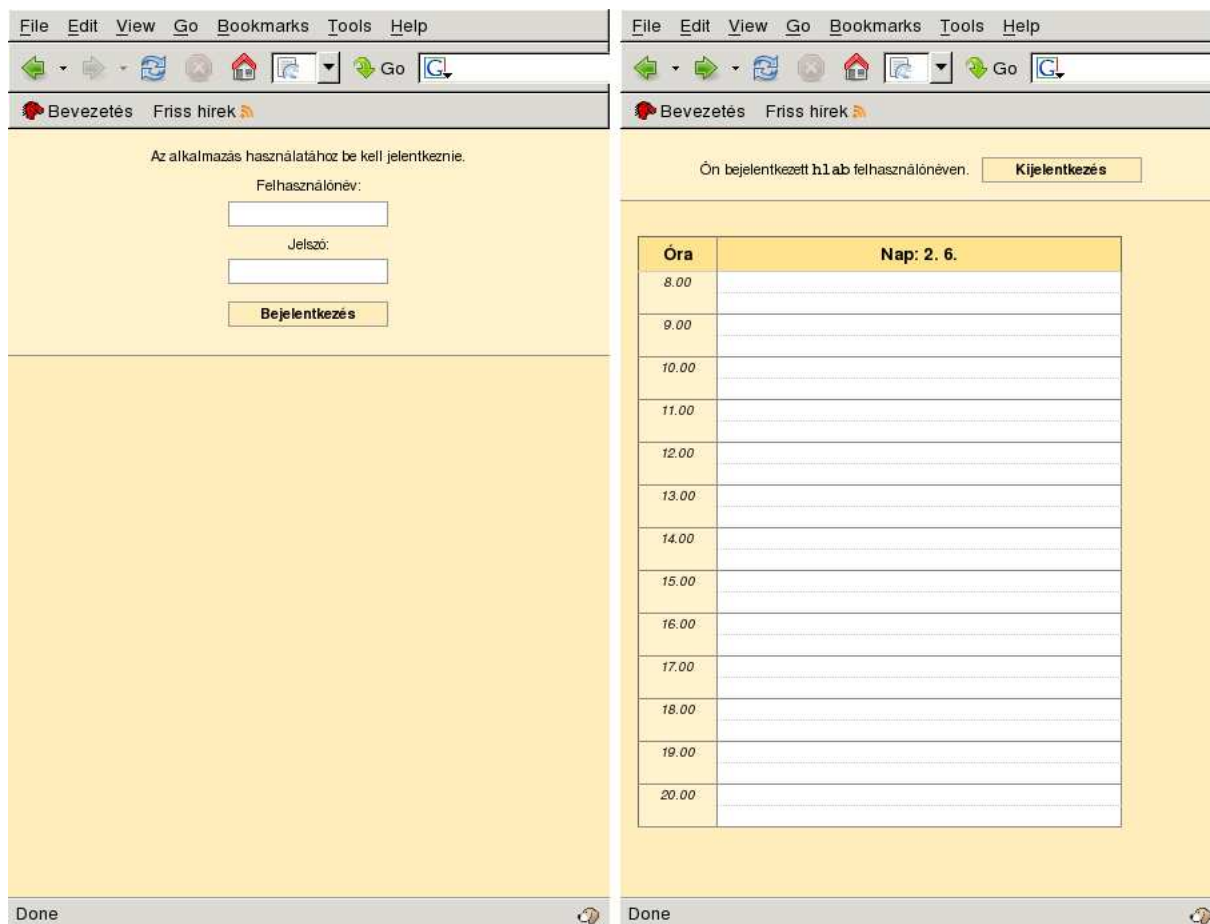 File Edit View Go Bookmarks Tools Help
Go G
Bevezetés Friss hírek
Az alkalmazás használatához be kell jelentkeznie.
Felhasználónév:
Jelszó:
Bejelentkezés
Done
File Edit View Go Bookmarks Tools Help
Go G
Bevezetés Friss hírek
Ön bejelentkezett hlab felhasználónéven. Kijelentkezés
Óra Nap: 2. 6.
8.00
9.00
10.00
11.00
12.00
13.00
14.00
15.00
16.00
17.00
18.00
19.00
20.00
Done